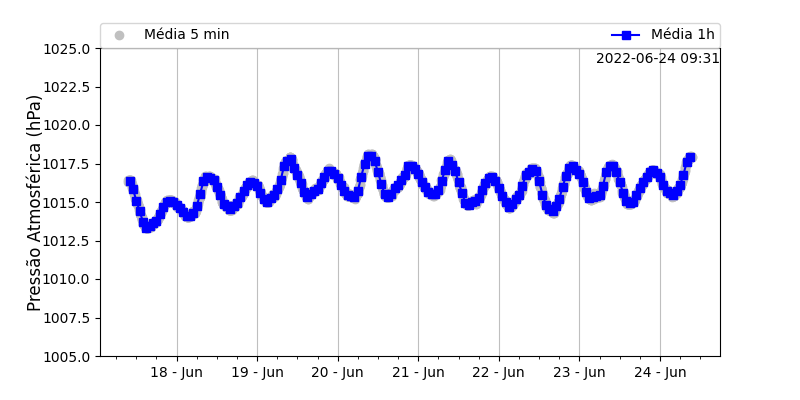 Média 5 min
Média 1h
2022-06-24 09:31
Pressão Atmosférica (hPa)
1025.0
1022.5
1020.0
1017.5
1015.0
1012.5
1010.0
1007.5
1005.0
18 - Jun
19 - Jun
20 - Jun
21 - Jun
22 - Jun
23 - Jun
24 - Jun